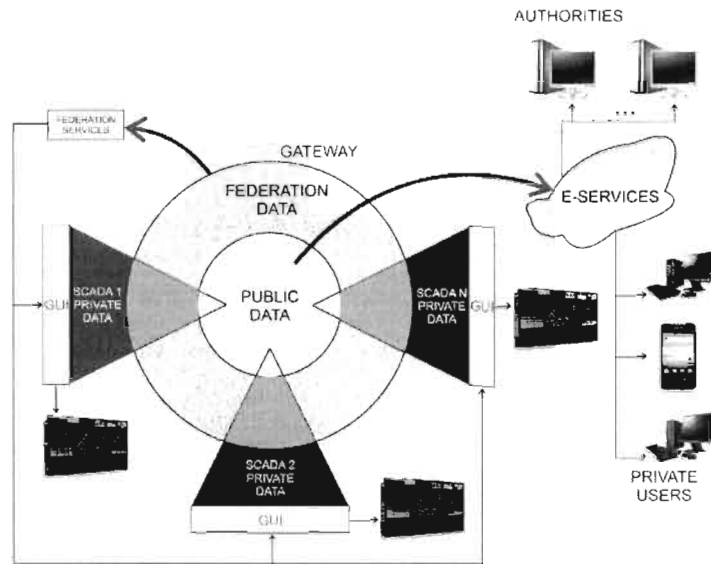 AUTHORITIES
FEDERATION
SERVICES
GATEWAY
FEDERATION
DATA
E-SERVICES
GUI
SCADA 1
PRIVATE
DATA
PUBLIC
DATA
SCADA N
PRIVATE
DATA
GUI
SCADA 2
PRIVATE
DATA
GUI
PRIVATE
USERS